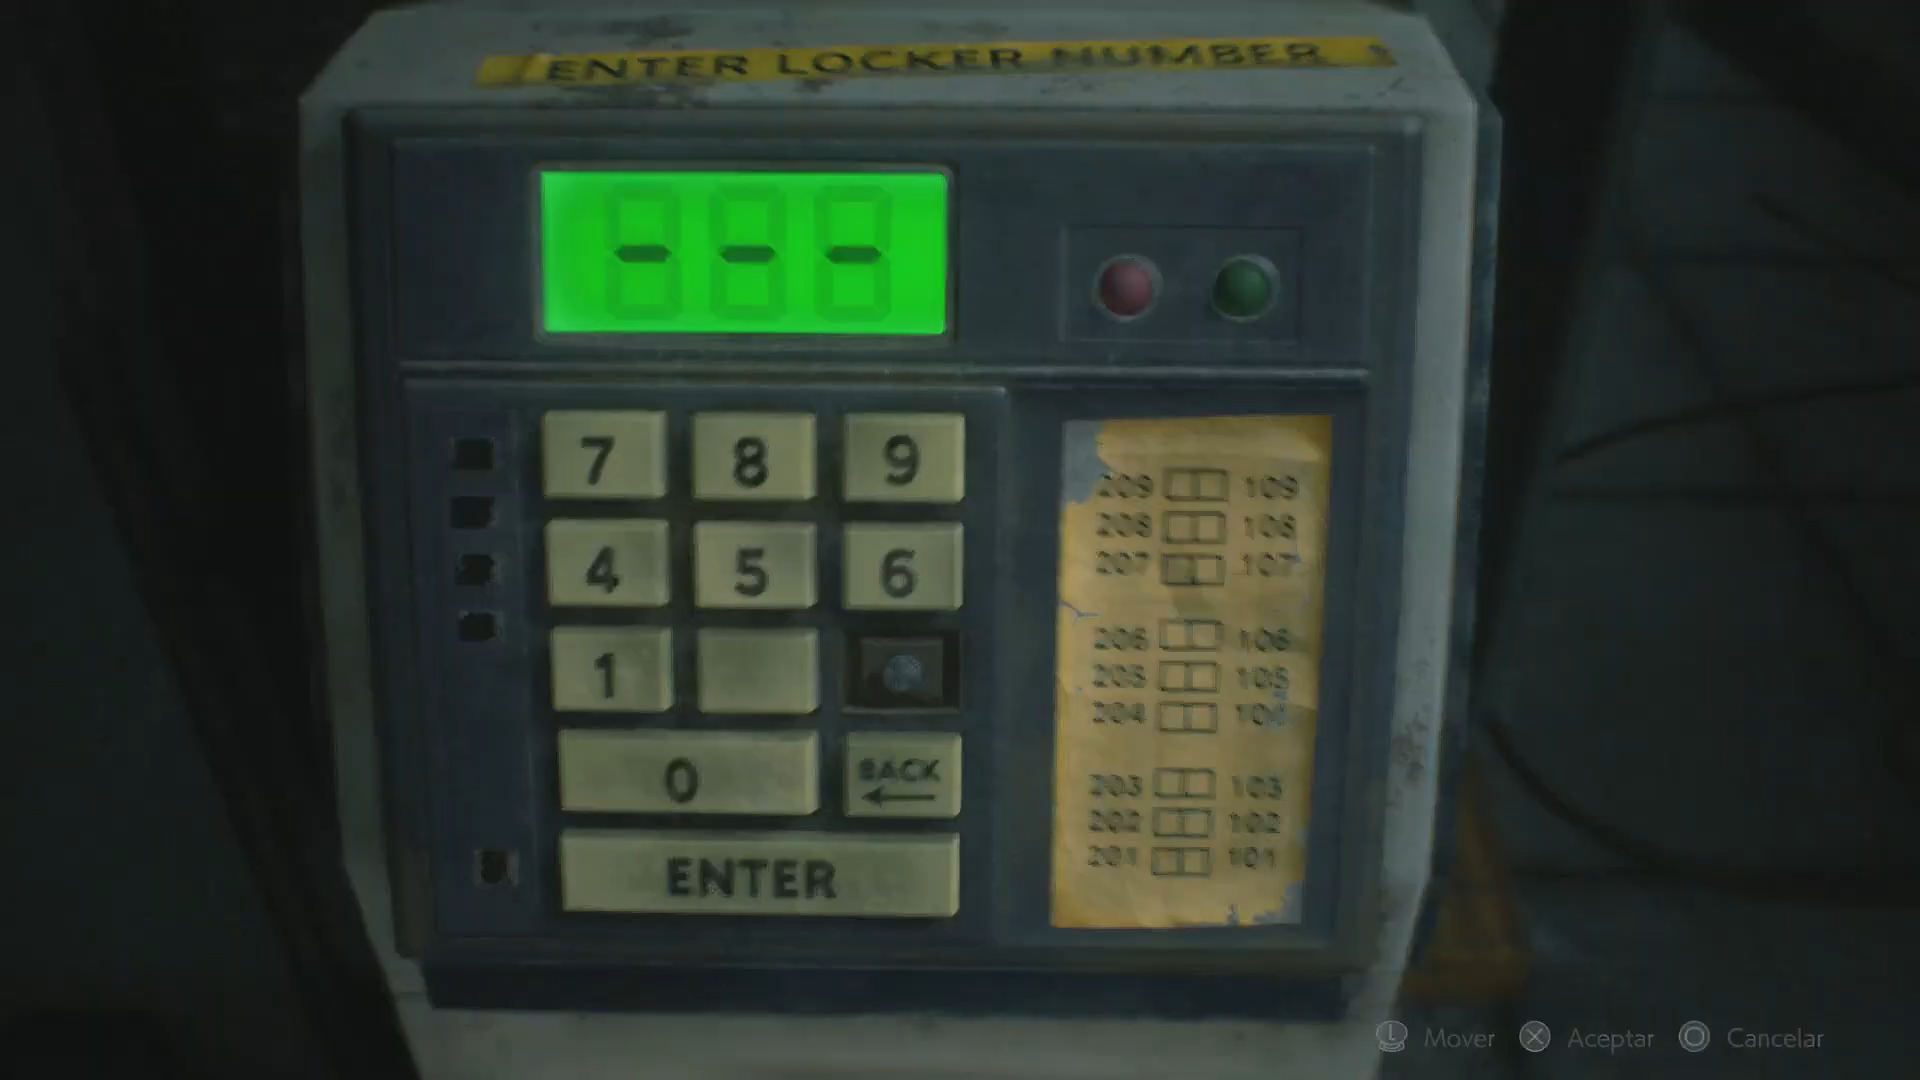 ENTER LOCKER NUMBER
- - -
7 8 9
4 5 6
1
0 BACK
ENTER
209 109
208 108
207 107
206 106
205 105
204 104
203 103
202 102
201 101
L Mover Aceptar Cancelar